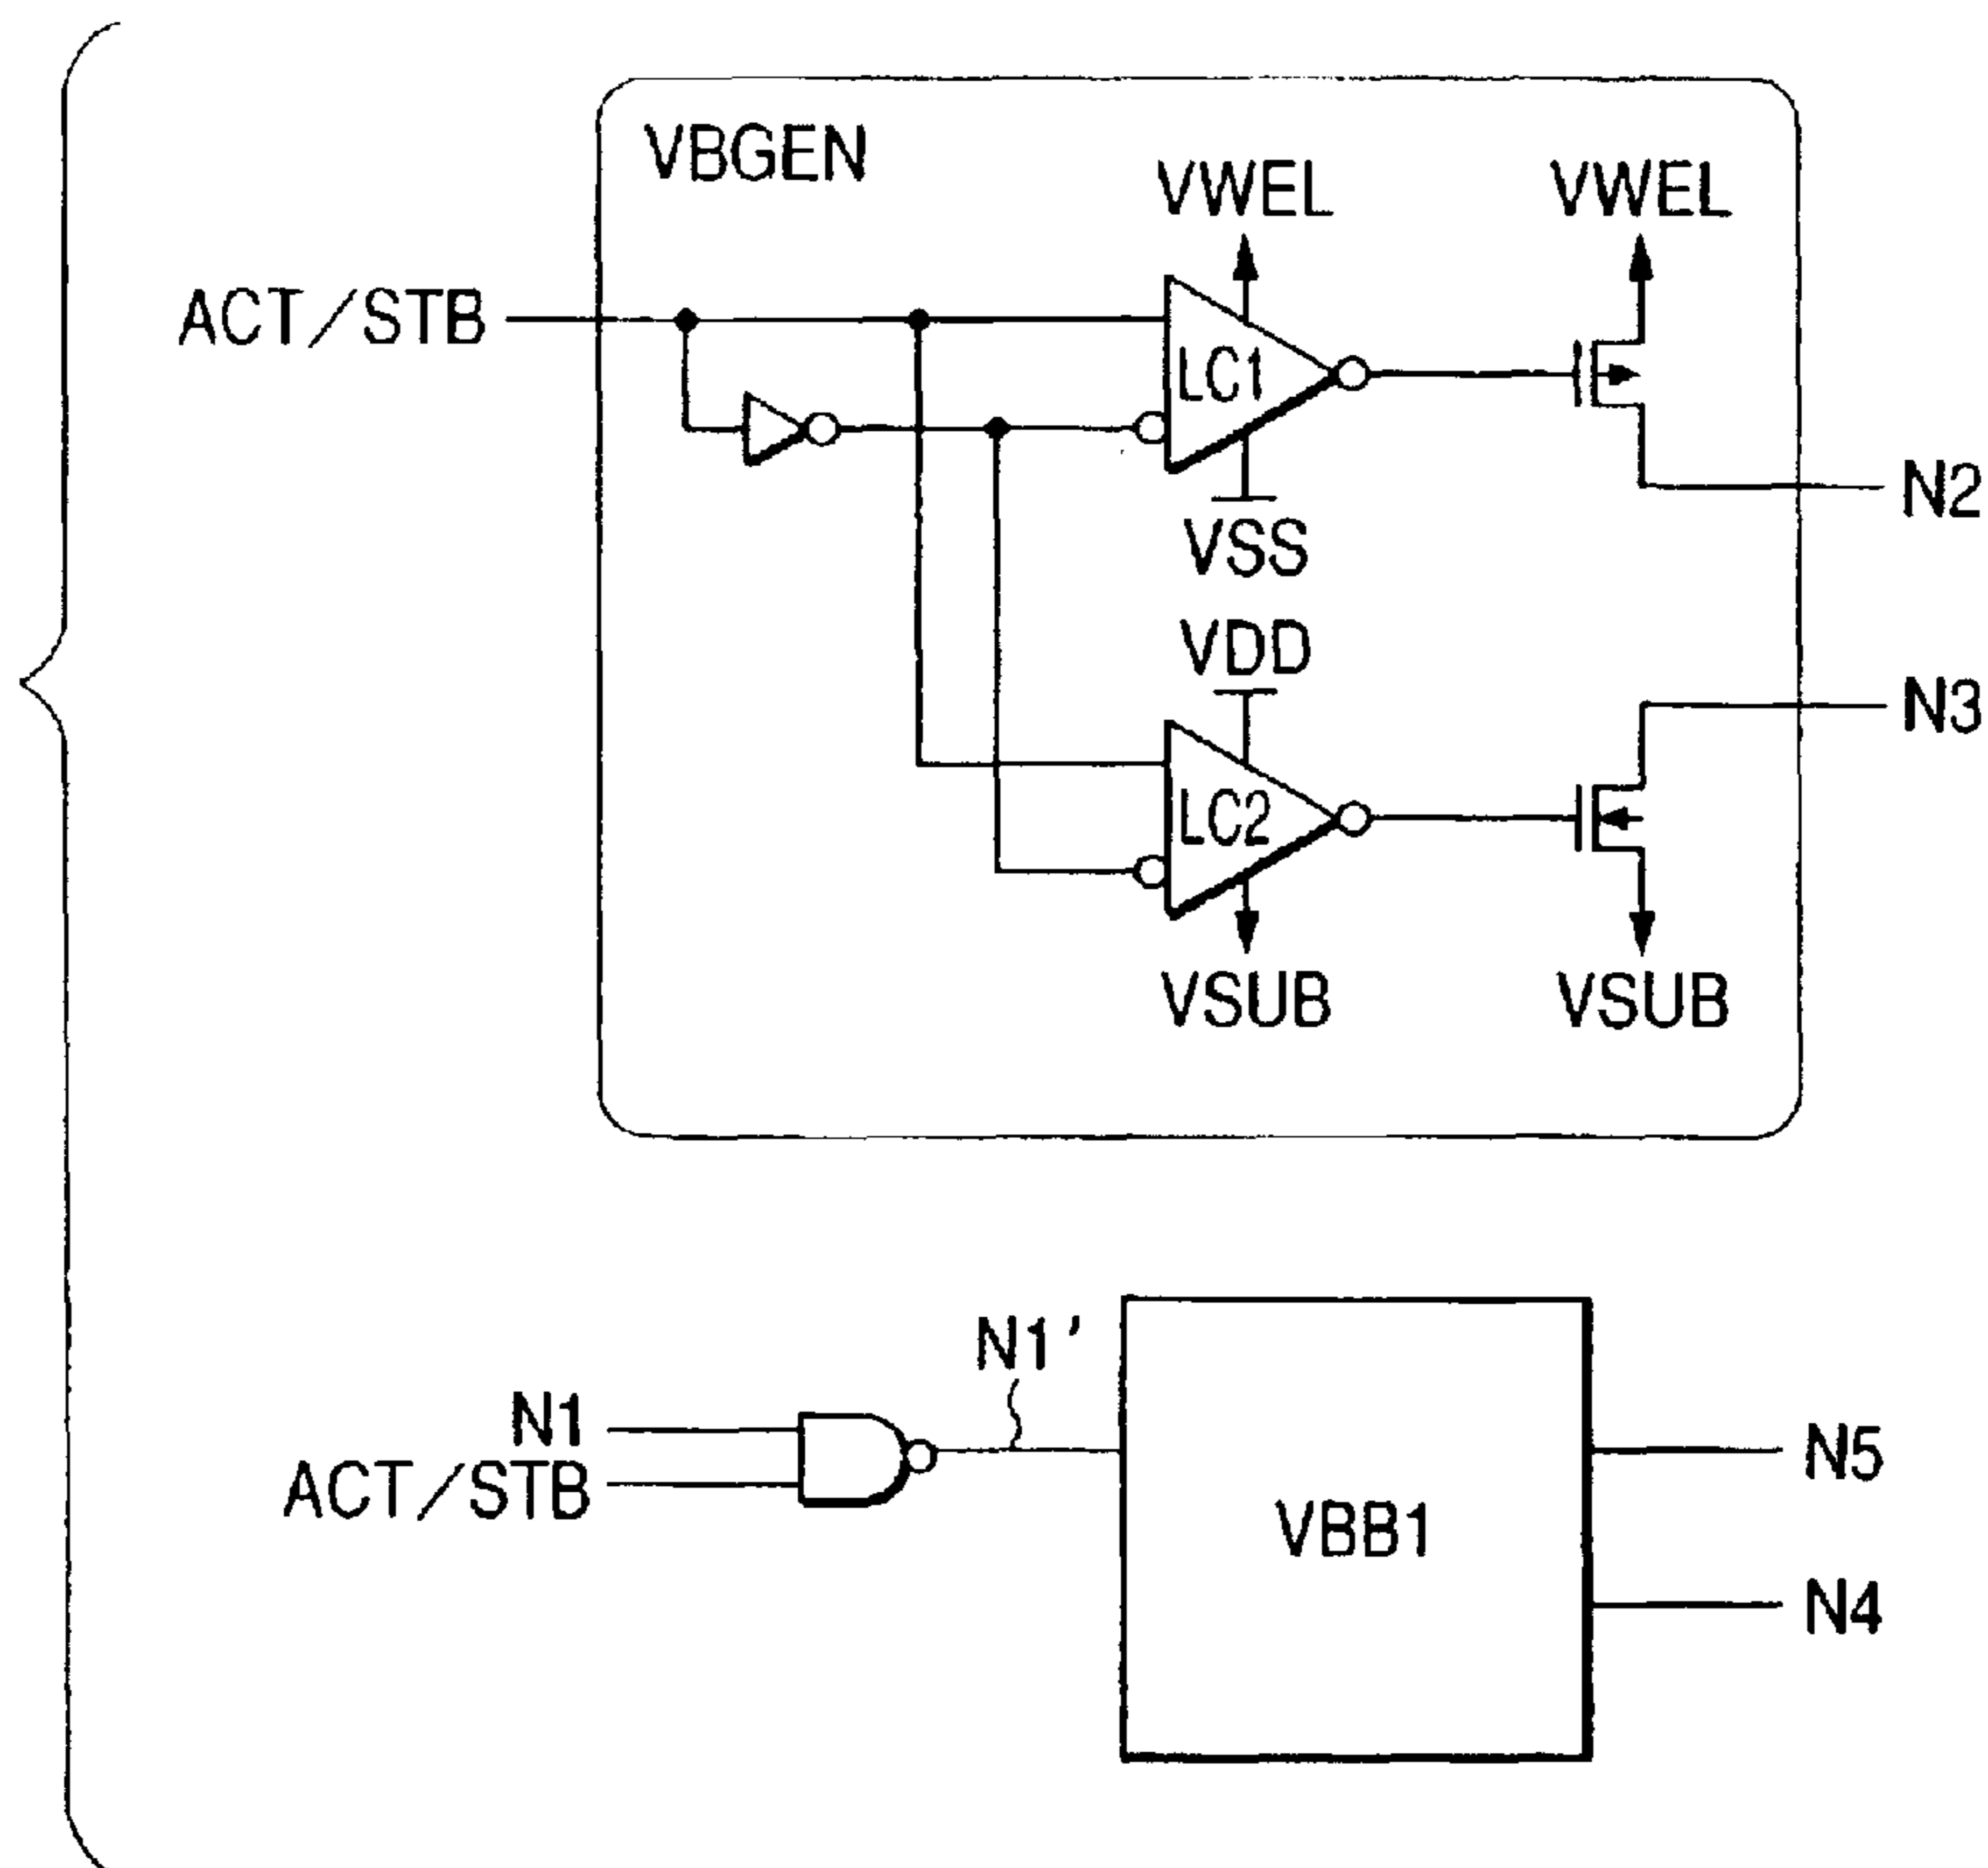 VBGEN
VWEL
VWEL
ACT/STB
LC1
N2
VSS
VDD
N3
LC2
VSUB
VSUB
N1'
N1
ACT/STB
N5
VBB1
N4